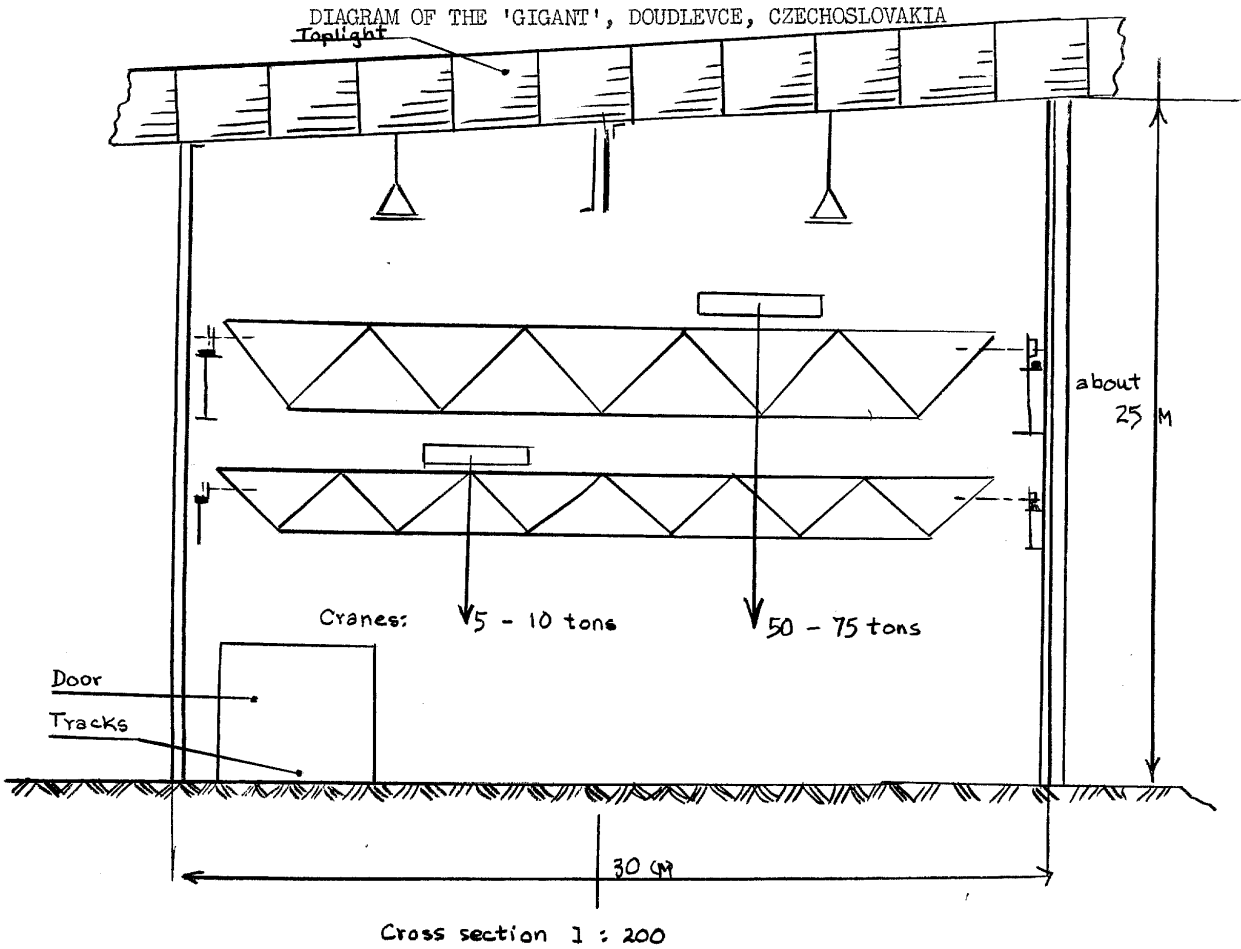 DIAGRAM OF THE 'GIGANT', DOUDLEVCE, CZECHOSLOVAKIA
Toplight
about
25 M
Cranes: 5 - 10 tons 50 - 75 tons
Door
Tracks
30 M
Cross section 1 : 200